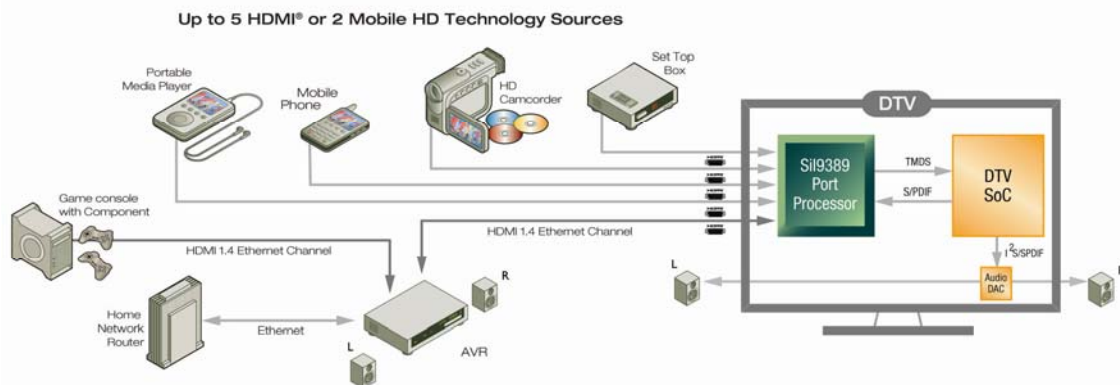 Up to 5 HDMI® or 2 Mobile HD Technology Sources
Portable
Media Player
Mobile
Phone
HD
Camcorder
Set Top
Box
DTV
SiI9389
Port
Processor
TMDS
S/PDIF
DTV
SoC
I²S/SPDIF
Audio
DAC
L
Game console
with Component
HDMI 1.4 Ethernet Channel
HDMI 1.4 Ethernet Channel
R
Home
Network
Router
Ethernet
AVR
L